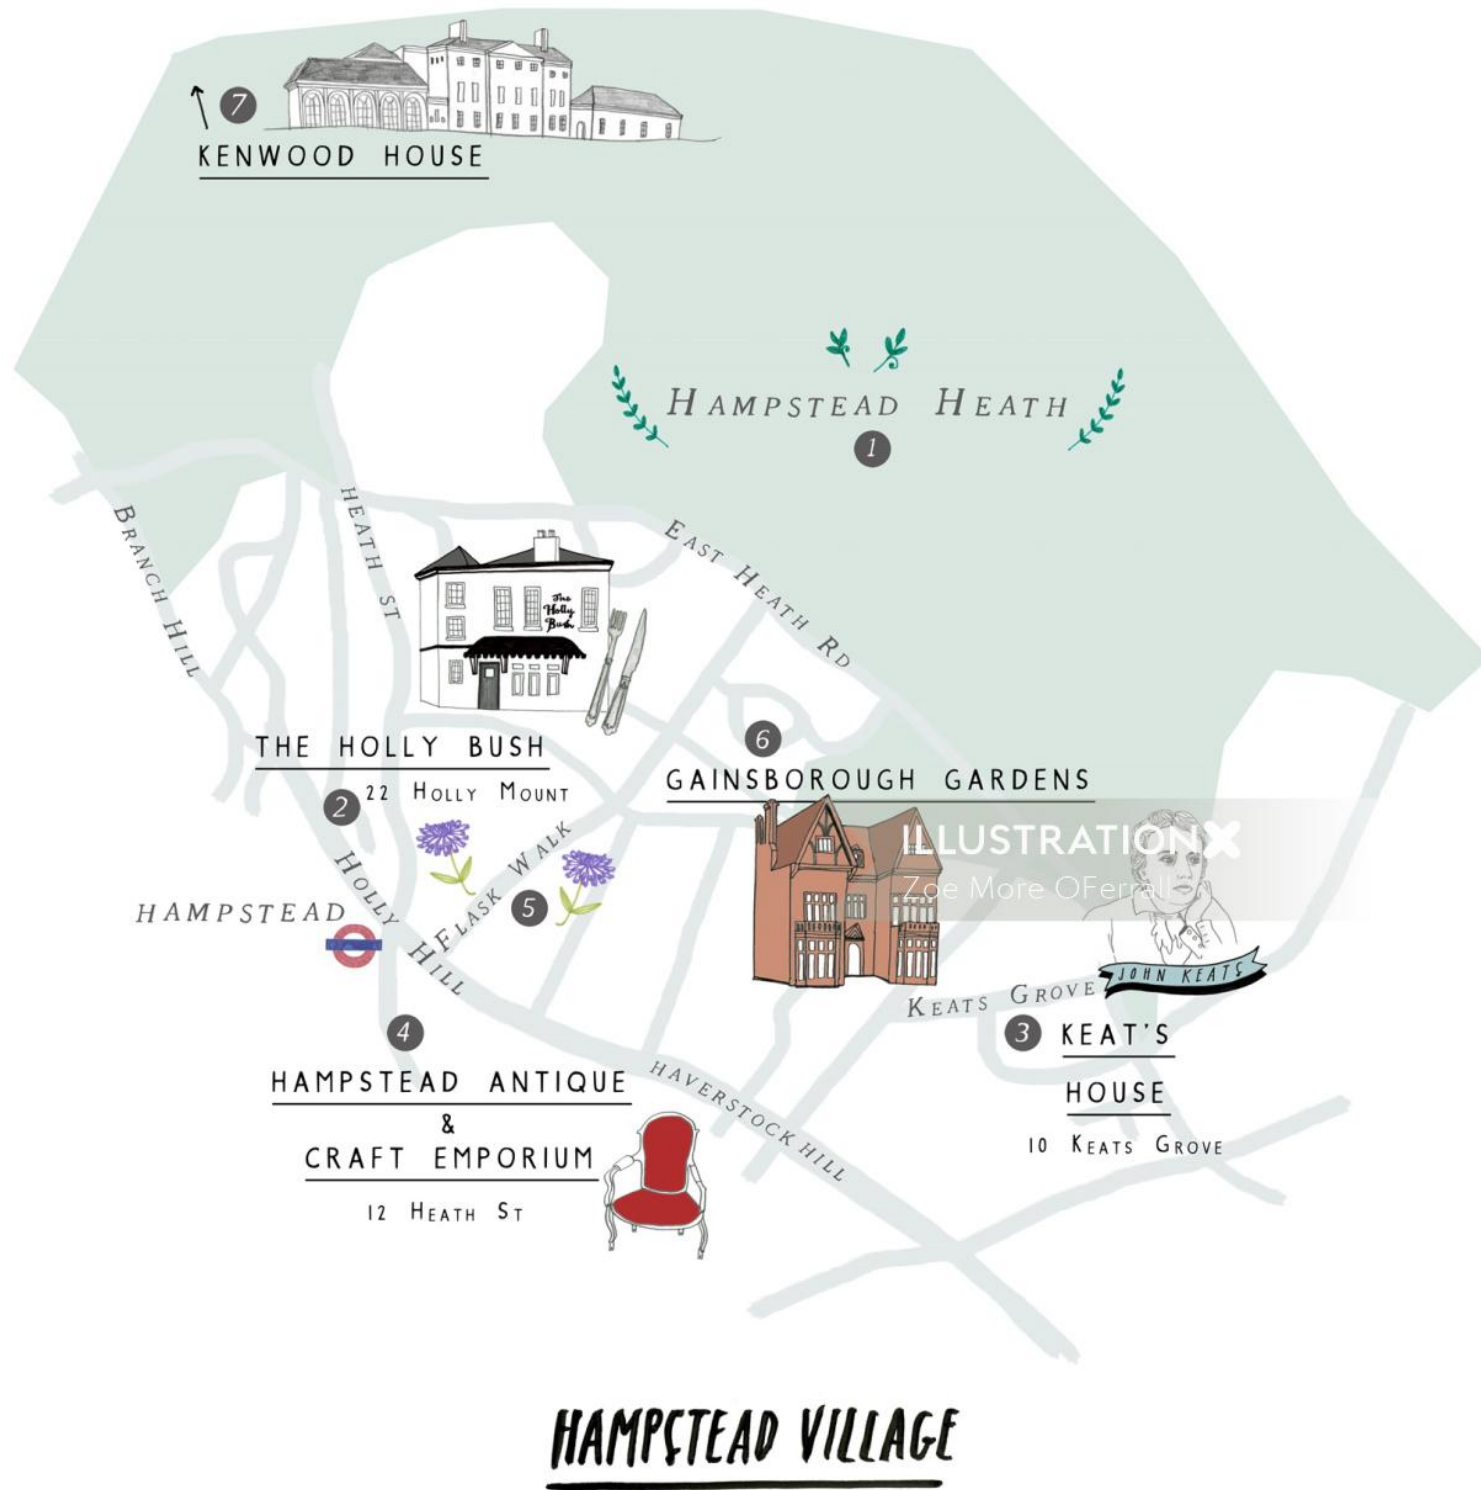 7
KENWOOD HOUSE
HAMPSTEAD HEATH
1
BRANCH HILL
HEATH ST
EAST HEATH RD
The
Holly
Bush
THE HOLLY BUSH
22 HOLLY MOUNT
2
6
GAINSBOROUGH GARDENS
ILLUSTRATIONX
Zoe More OFerrall
HOLLY HILL
FLASK WALK
5
HAMPSTEAD
JOHN KEATS
KEATS GROVE
3
KEAT'S
HOUSE
10 KEATS GROVE
4
HAMPSTEAD ANTIQUE
&
CRAFT EMPORIUM
12 HEATH ST
HAVERSTOCK HILL
HAMPSTEAD VILLAGE